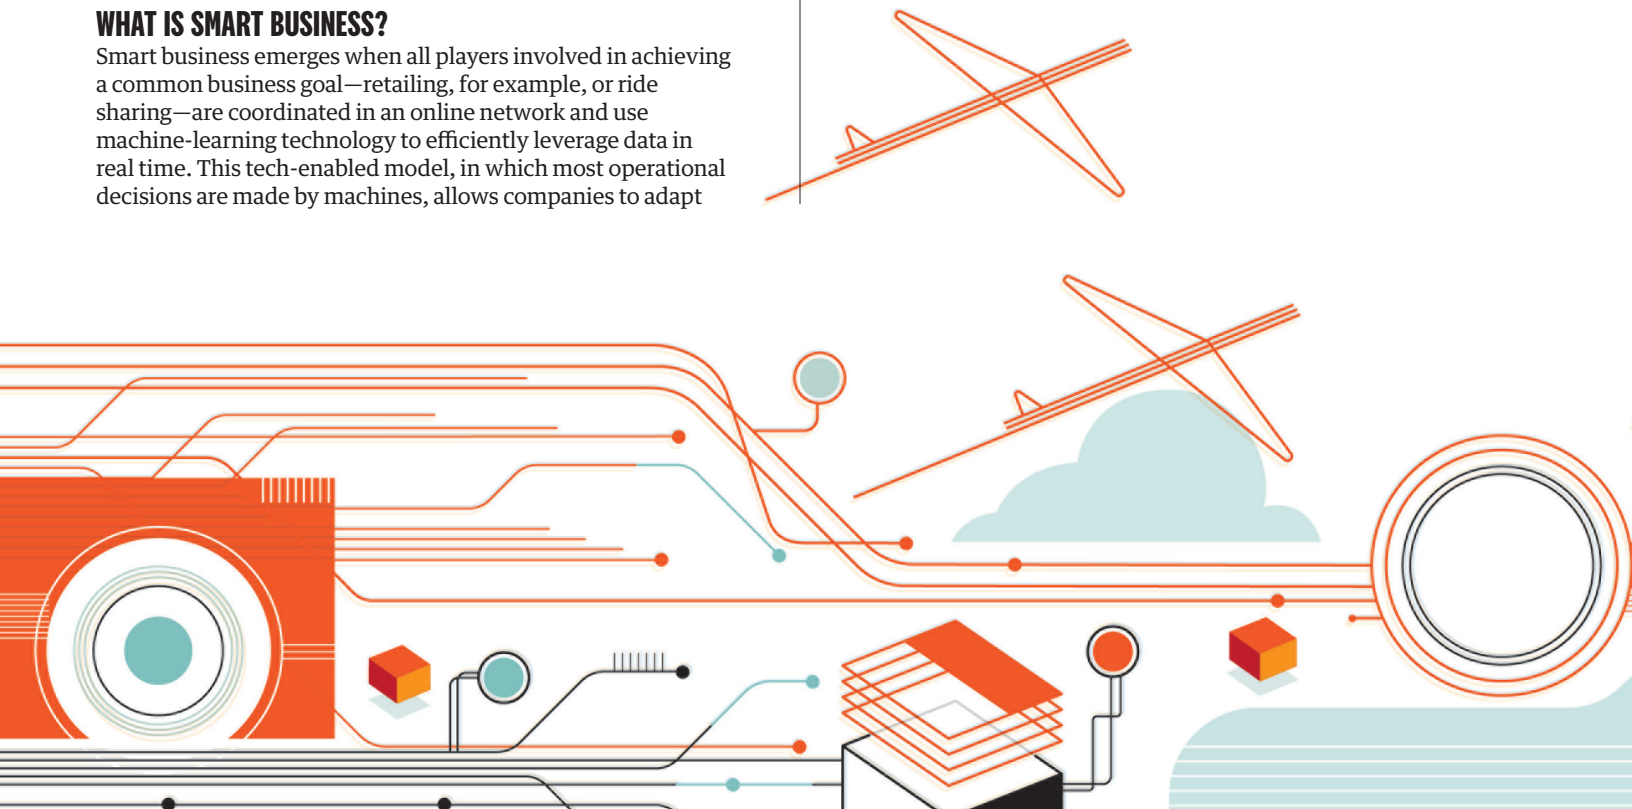 WHAT IS SMART BUSINESS?
Smart business emerges when all players involved in achieving
a common business goal—retailing, for example, or ride
sharing—are coordinated in an online network and use
machine-learning technology to efficiently leverage data in
real time. This tech-enabled model, in which most operational
decisions are made by machines, allows companies to adapt